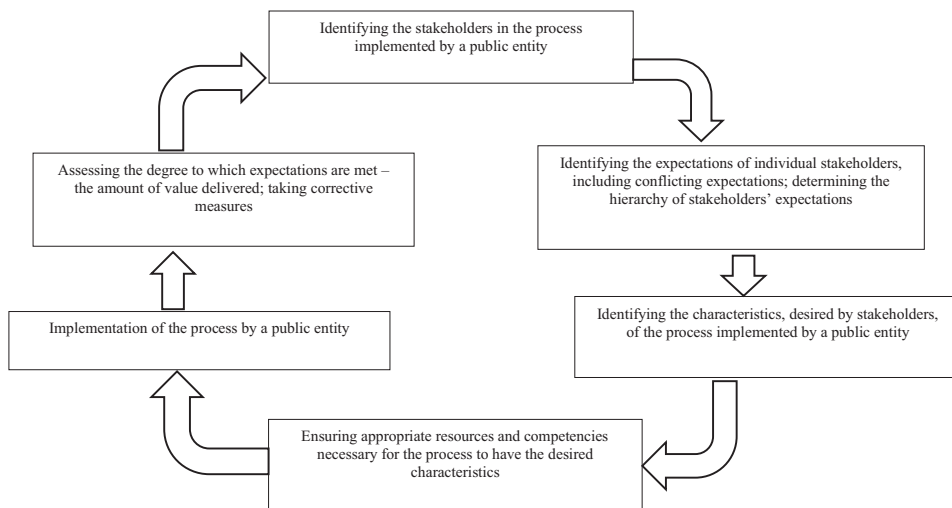 Identifying the stakeholders in the process
implemented by a public entity
Identifying the expectations of individual stakeholders,
including conflicting expectations; determining the
hierarchy of stakeholders’ expectations
Identifying the characteristics, desired by stakeholders,
of the process implemented by a public entity
Ensuring appropriate resources and competencies
necessary for the process to have the desired
characteristics
Implementation of the process by a public entity
Assessing the degree to which expectations are met –
the amount of value delivered; taking corrective
measures